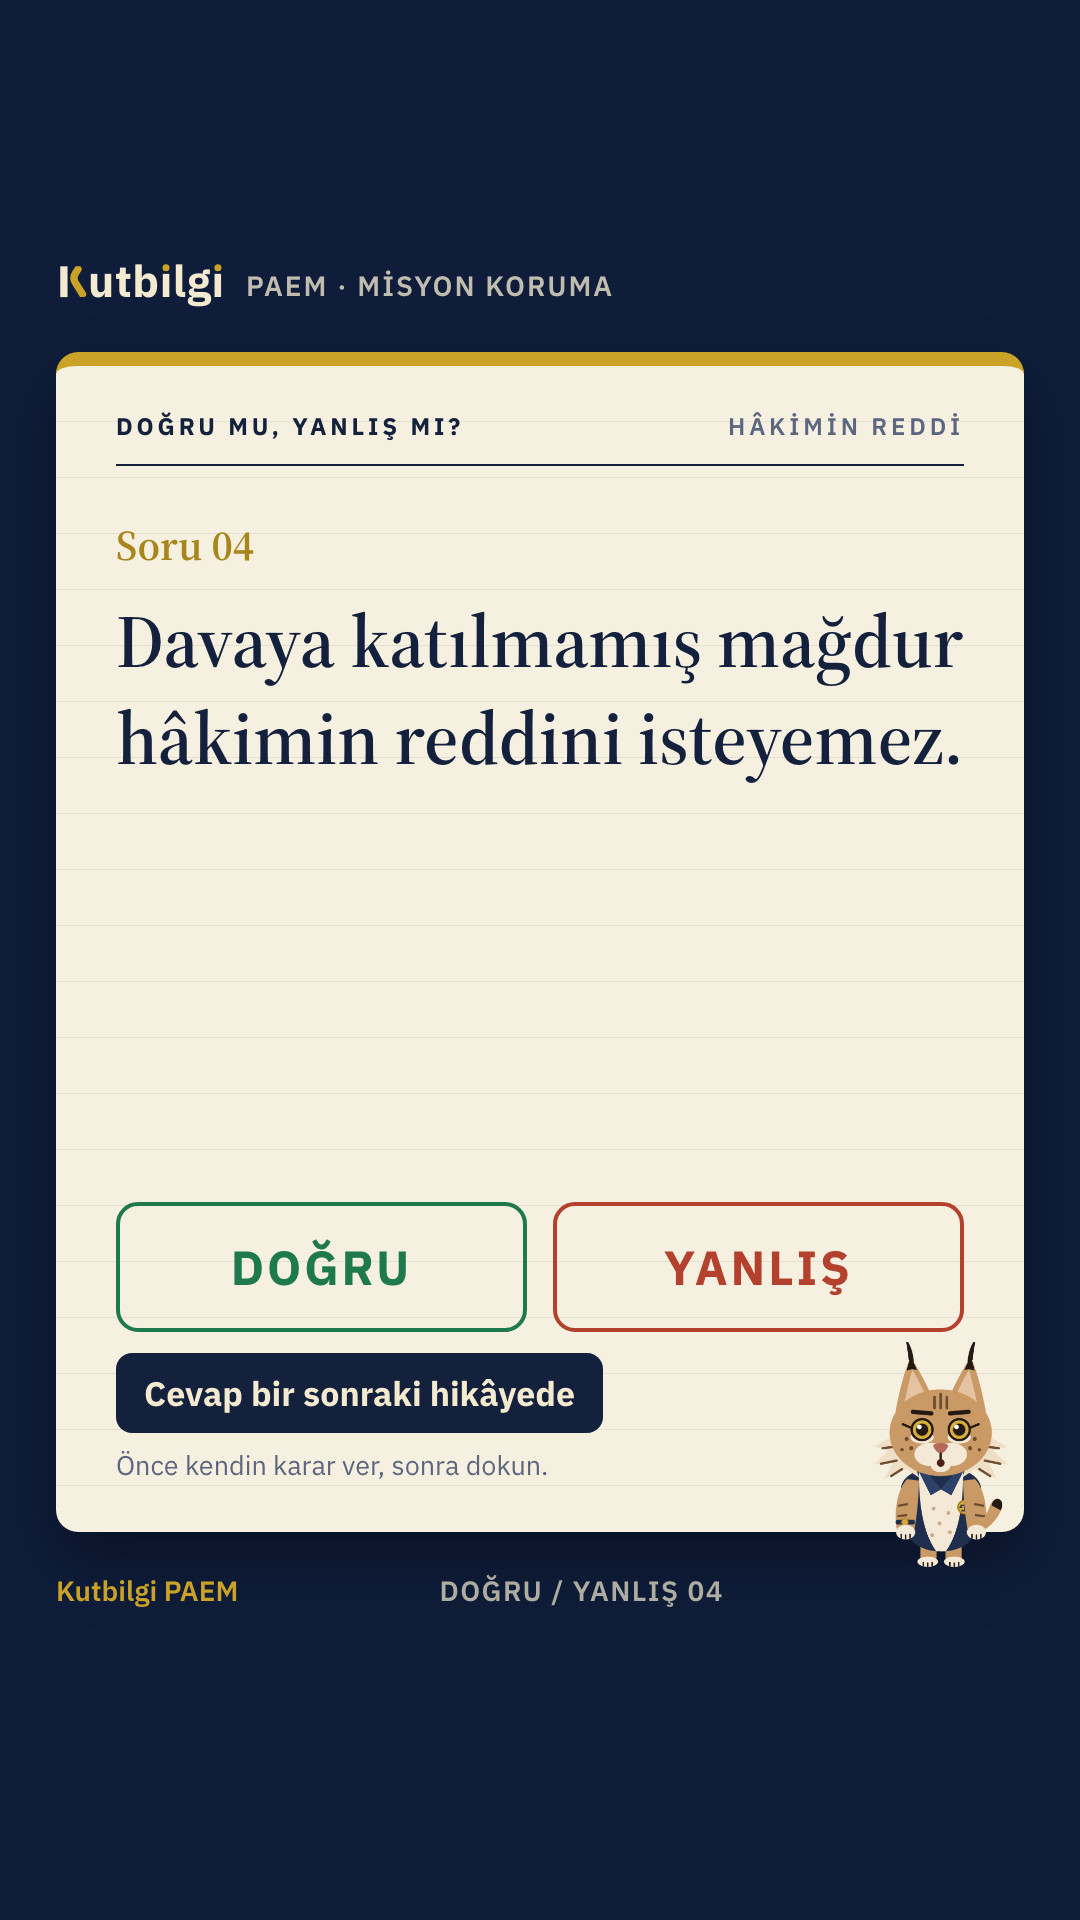 Kutbilgi PAEM · MİSYON KORUMA
DOĞRU MU, YANLIŞ MI? HÂKİMİN REDDİ
Soru 04
Davaya katılmamış mağdur
hâkimin reddini isteyemez.
DOĞRU YANLIŞ
Cevap bir sonraki hikâyede
Önce kendin karar ver, sonra dokun.
Kutbilgi PAEM DOĞRU / YANLIŞ 04